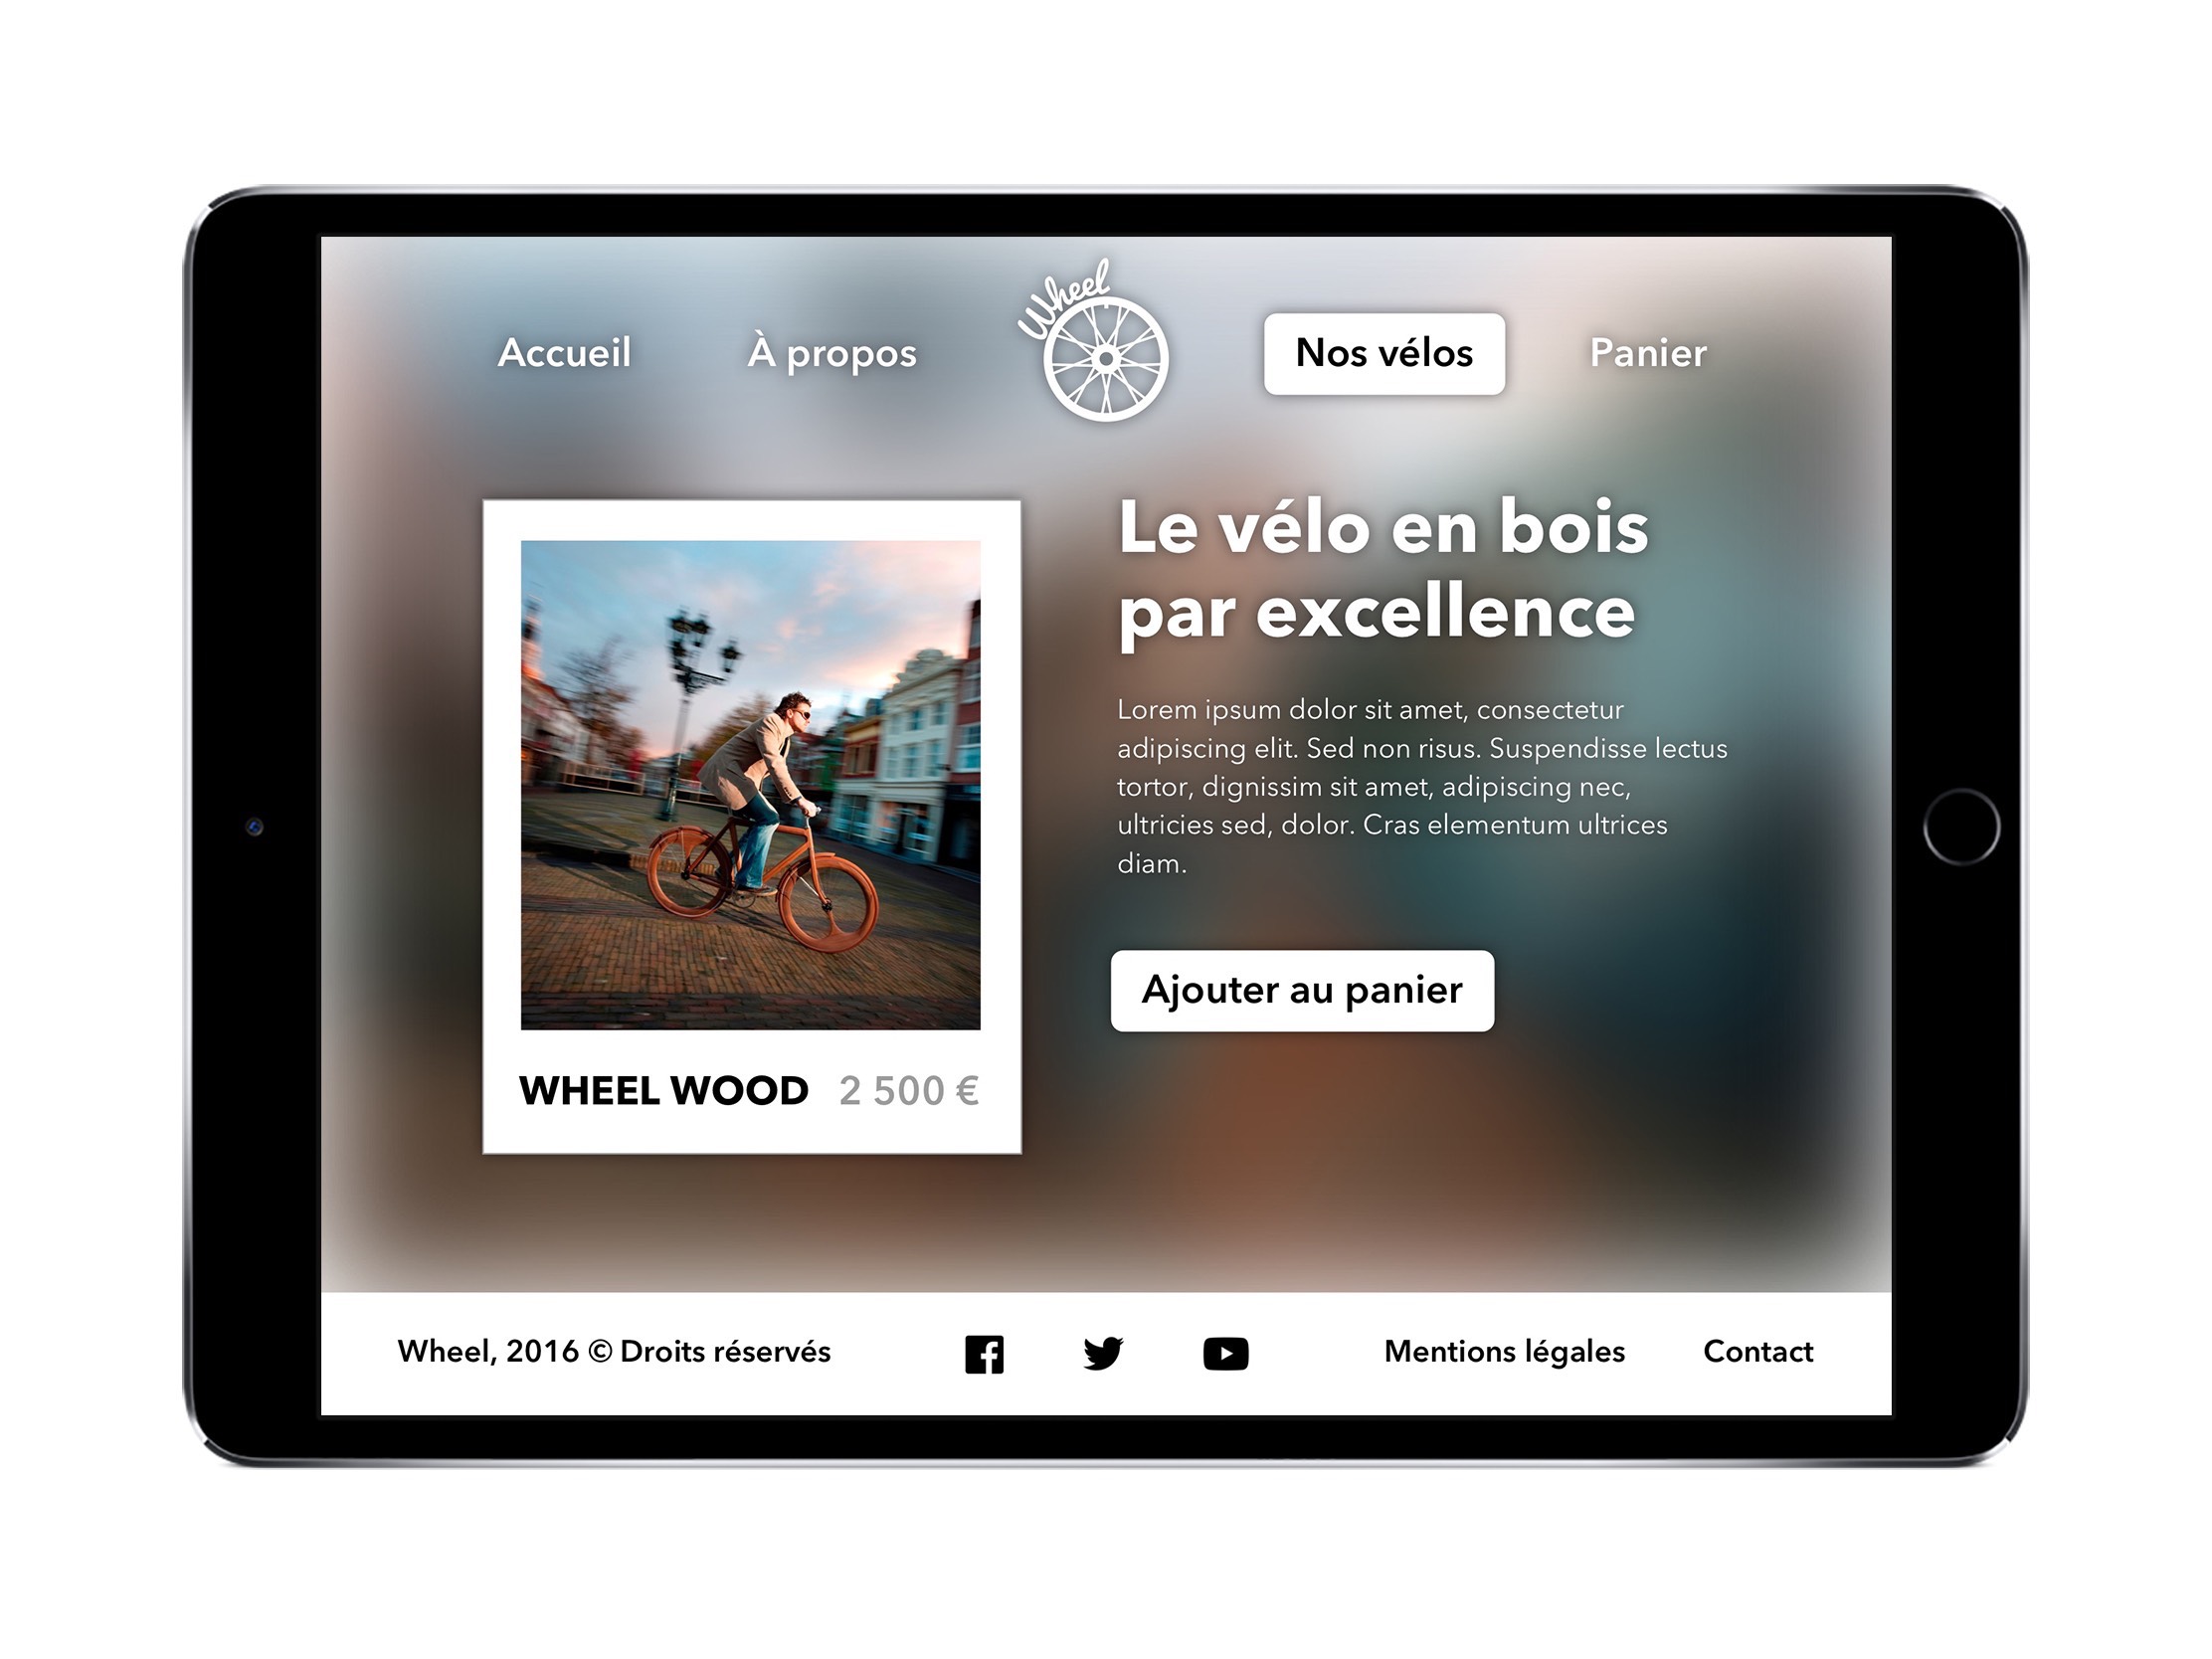 Wheel
Accueil
À propos
Nos vélos
Panier
Le vélo en bois
par excellence
Lorem ipsum dolor sit amet, consectetur
adipiscing elit. Sed non risus. Suspendisse lectus
tortor, dignissim sit amet, adipiscing nec,
ultricies sed, dolor. Cras elementum ultrices
diam.
Ajouter au panier
WHEEL WOOD 2 500 €
Wheel, 2016 © Droits réservés
Mentions légales
Contact